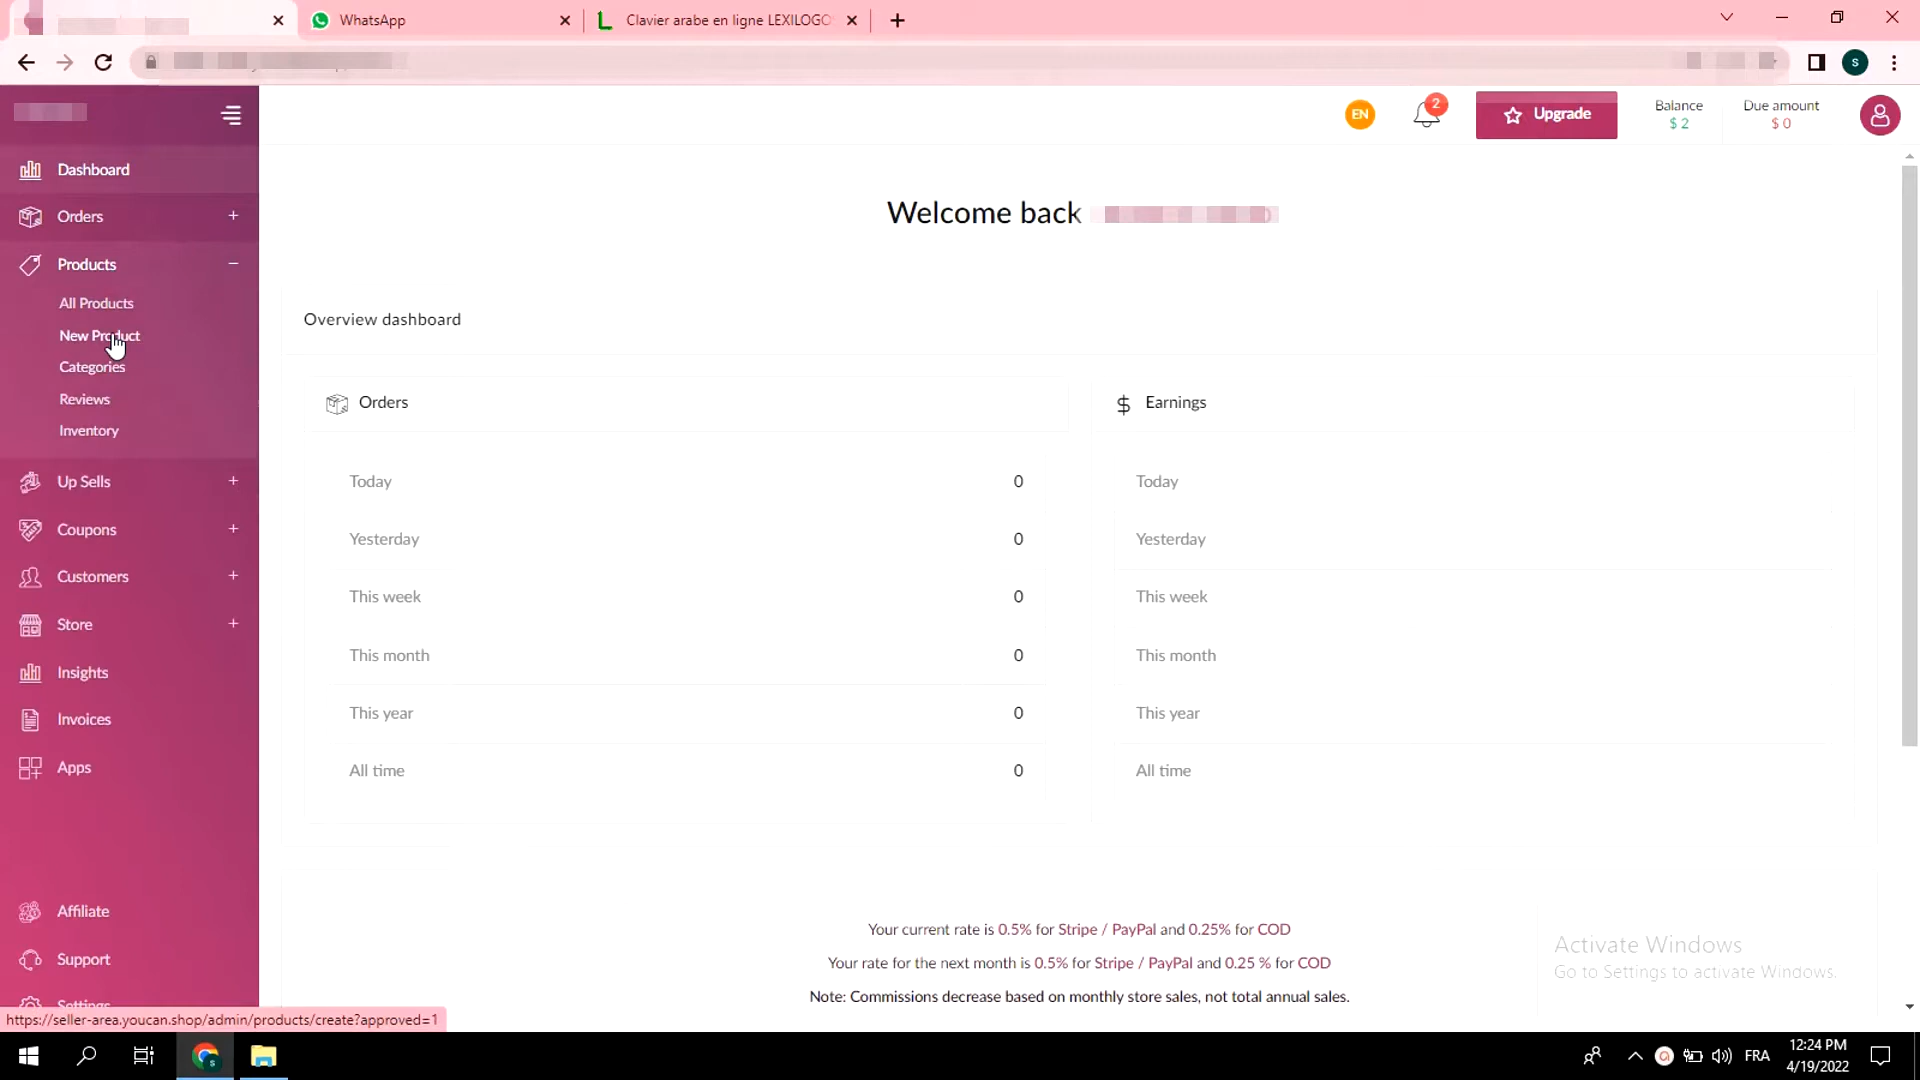 WhatsApp
Clavier arabe en ligne LEXILOGO
S
EN
2
Upgrade
Balance
$ 2
Due amount
$ 0
Dashboard
Orders
Products
All Products
New Product
Categories
Reviews
Inventory
Up Sells
Coupons
Customers
Store
Insights
Invoices
Apps
Affiliate
Support
Settings
Welcome back
Overview dashboard
Orders
Today 0
Yesterday 0
This week 0
This month 0
This year 0
All time 0
Earnings
Today
Yesterday
This week
This month
This year
All time
Your current rate is 0.5% for Stripe / PayPal and 0.25% for COD
Your rate for the next month is 0.5% for Stripe / PayPal and 0.25 % for COD
Note: Commissions decrease based on monthly store sales, not total annual sales.
Activate Windows
Go to Settings to activate Windows.
https://seller-area.youcan.shop/admin/products/create?approved=1
FRA
12:24 PM
4/19/2022